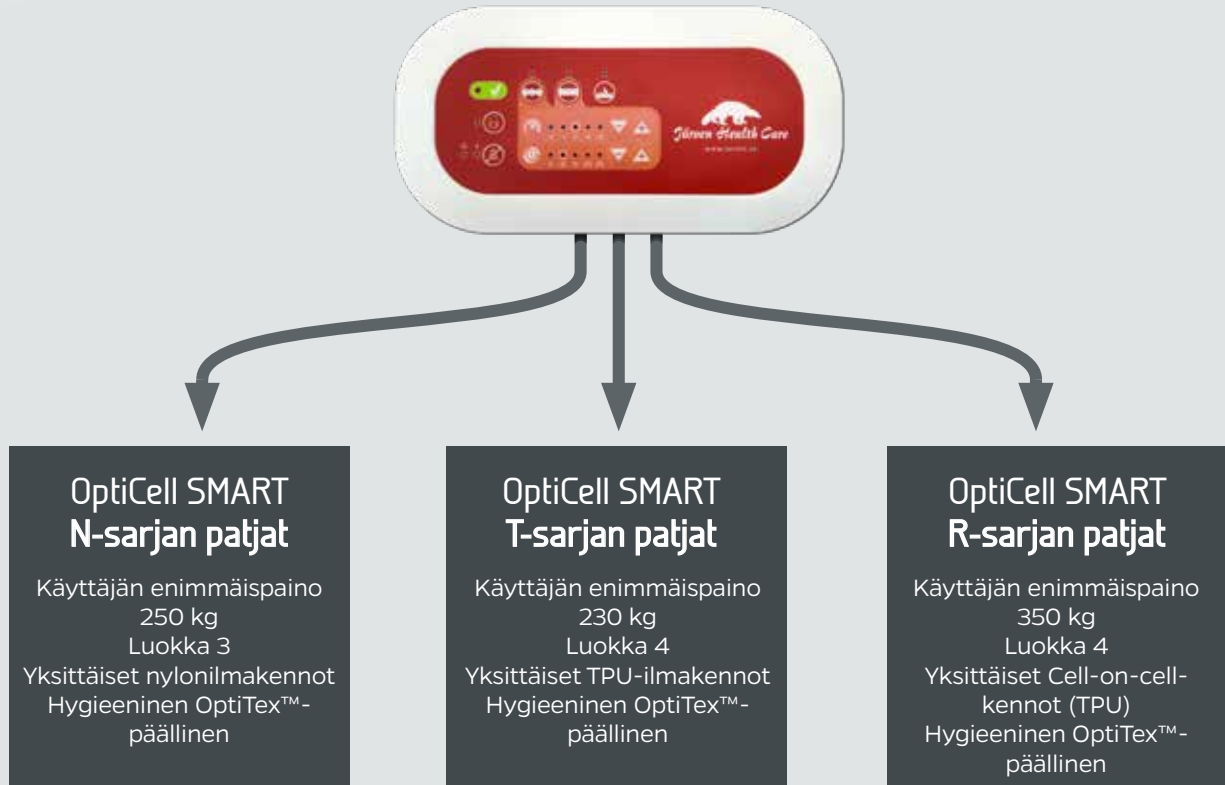 Järven Health Care
OptiCell SMART
N-sarjan patjat
Käyttäjän enimmäispaino
250 kg
Luokka 3
Yksittäiset nylonilmakennot
Hygieeninen OptiTex™-
päällinen
OptiCell SMART
T-sarjan patjat
Käyttäjän enimmäispaino
230 kg
Luokka 4
Yksittäiset TPU-ilmakennot
Hygieeninen OptiTex™-
päällinen
OptiCell SMART
R-sarjan patjat
Käyttäjän enimmäispaino
350 kg
Luokka 4
Yksittäiset Cell-on-cell-
kennot (TPU)
Hygieeninen OptiTex™-
päällinen